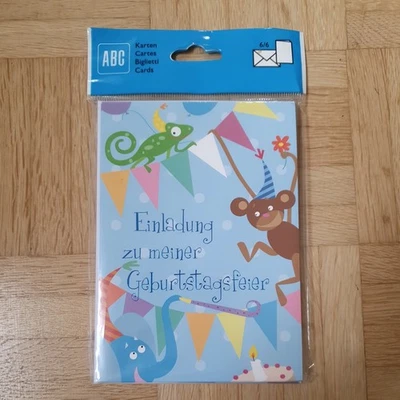 ABC
Karten
Cartes
Biglietti
Cards
6/6
Einladung
zu meiner
Geburtstagsfeier